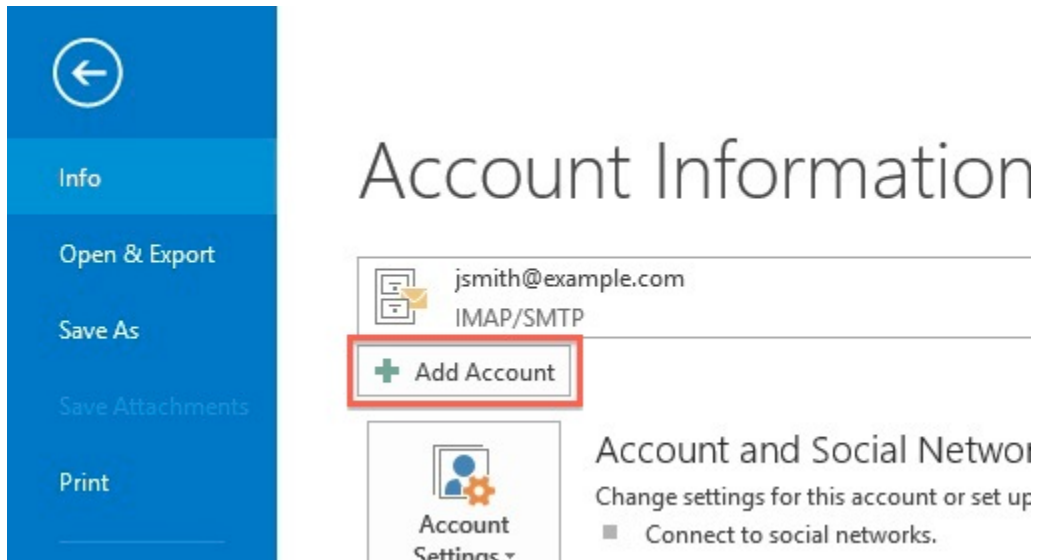 Info
Open & Export
Save As
Save Attachments
Print
Account Information
jsmith@example.com
IMAP/SMTP
Add Account
Account
Settings
Account and Social Networ
Change settings for this account or set up
Connect to social networks.